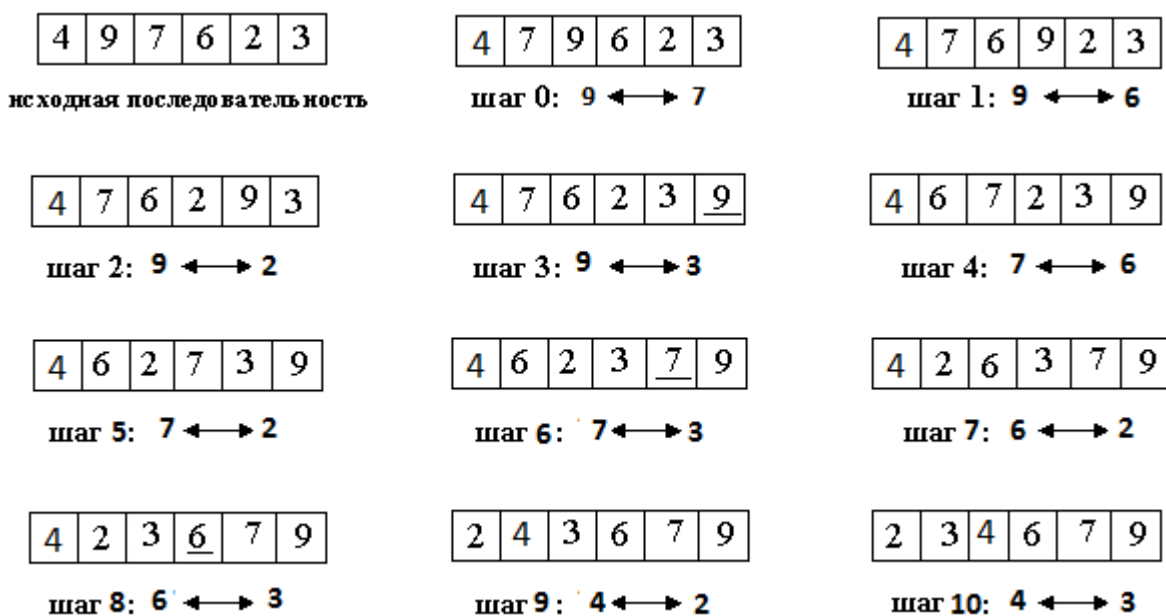 4 9 7 6 2 3
исходная последовательность
4 7 9 6 2 3
шаг 0: 9 ⟷ 7
4 7 6 9 2 3
шаг 1: 9 ⟷ 6
4 7 6 2 9 3
шаг 2: 9 ⟷ 2
4 7 6 2 3 9
шаг 3: 9 ⟷ 3
4 6 7 2 3 9
шаг 4: 7 ⟷ 6
4 6 2 7 3 9
шаг 5: 7 ⟷ 2
4 6 2 3 7 9
шаг 6: 7 ⟷ 3
4 2 6 3 7 9
шаг 7: 6 ⟷ 2
4 2 3 6 7 9
шаг 8: 6 ⟷ 3
2 4 3 6 7 9
шаг 9: 4 ⟷ 2
2 3 4 6 7 9
шаг 10: 4 ⟷ 3